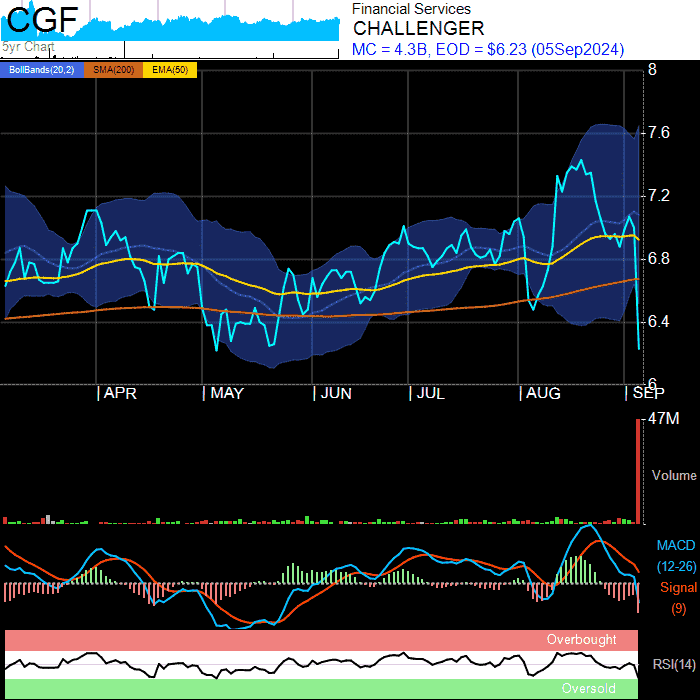 CGF
5yr Chart
Financial Services
CHALLENGER
MC = 4.3B, EOD = $6.23 (05Sep2024)
BollBands(20,2) SMA(200) EMA(50)
8
7.6
7.2
6.8
6.4
6
APR MAY JUN JUL AUG SEP
47M
Volume
MACD
(12-26)
Signal
(9)
Overbought
RSI(14)
Oversold